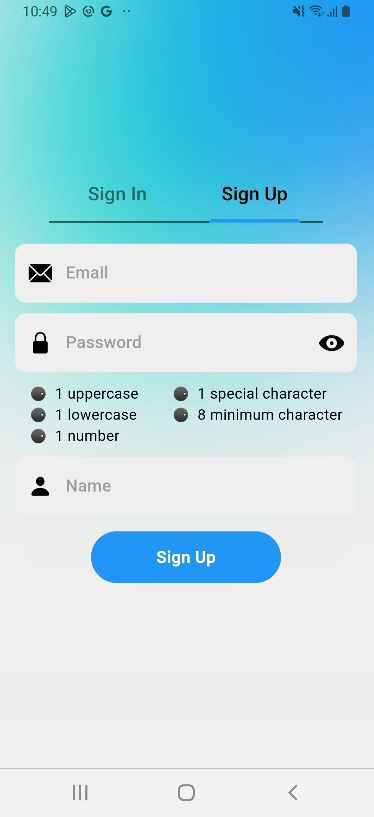 10:49
Sign In Sign Up
Email
Password
1 uppercase 1 special character
1 lowercase 8 minimum character
1 number
Name
Sign Up